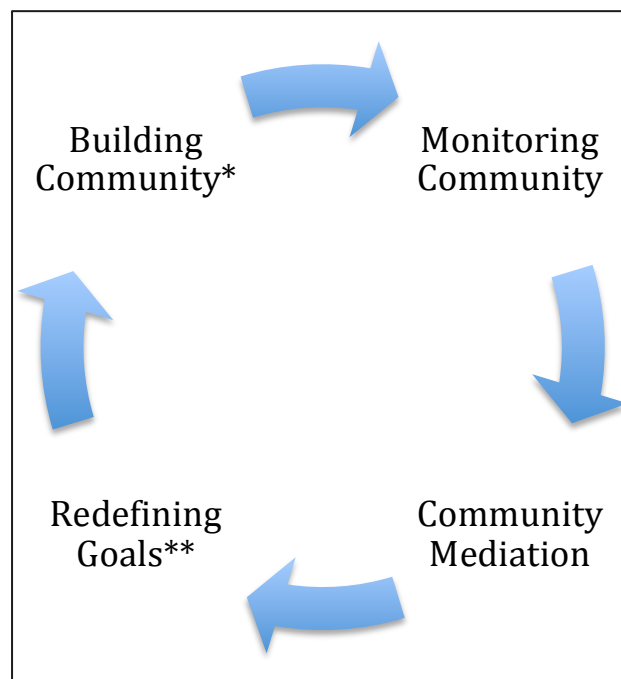 Building
Community*
Monitoring
Community
Community
Mediation
Redefining
Goals**